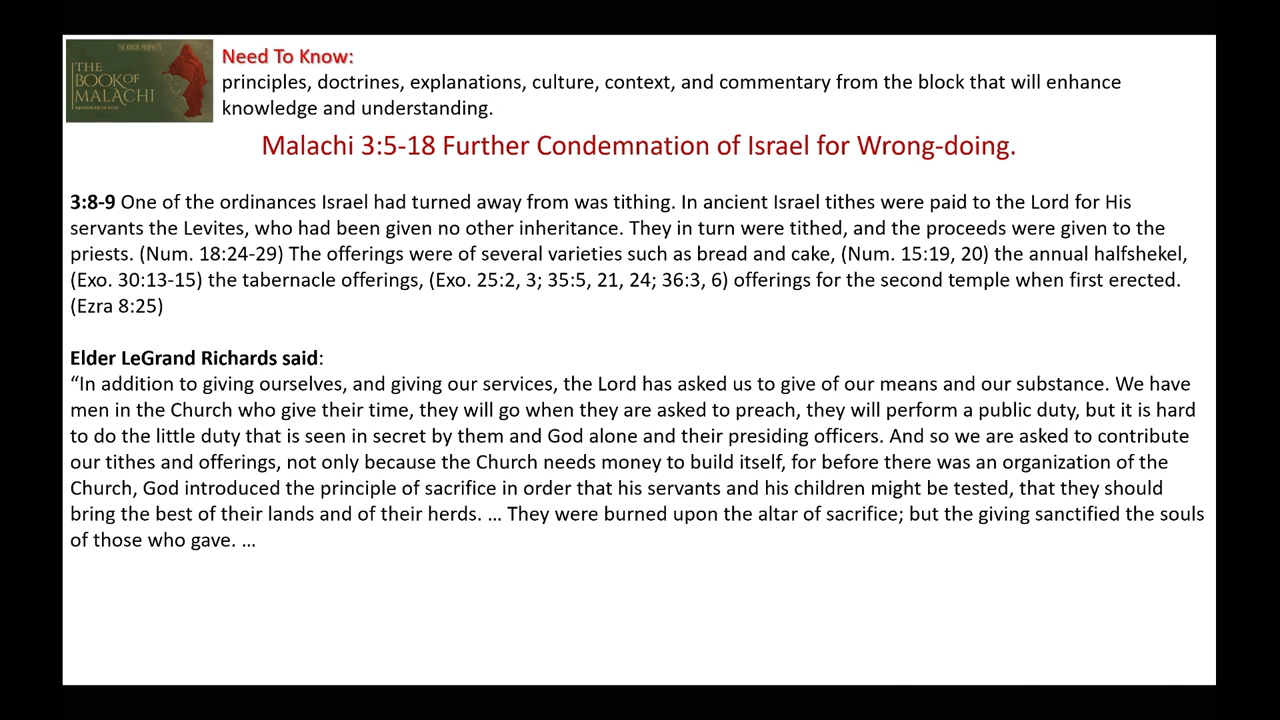 THE MINOR PROPHETS
THE
BOOK OF
MALACHI
Need To Know:
principles, doctrines, explanations, culture, context, and commentary from the block that will enhance
knowledge and understanding.
Malachi 3:5-18 Further Condemnation of Israel for Wrong-doing.
3:8-9 One of the ordinances Israel had turned away from was tithing. In ancient Israel tithes were paid to the Lord for His
servants the Levites, who had been given no other inheritance. They in turn were tithed, and the proceeds were given to the
priests. (Num. 18:24-29) The offerings were of several varieties such as bread and cake, (Num. 15:19, 20) the annual halfshekel,
(Exo. 30:13-15) the tabernacle offerings, (Exo. 25:2, 3; 35:5, 21, 24; 36:3, 6) offerings for the second temple when first erected.
(Ezra 8:25)
Elder LeGrand Richards said:
“In addition to giving ourselves, and giving our services, the Lord has asked us to give of our means and our substance. We have
men in the Church who give their time, they will go when they are asked to preach, they will perform a public duty, but it is hard
to do the little duty that is seen in secret by them and God alone and their presiding officers. And so we are asked to contribute
our tithes and offerings, not only because the Church needs money to build itself, for before there was an organization of the
Church, God introduced the principle of sacrifice in order that his servants and his children might be tested, that they should
bring the best of their lands and of their herds. … They were burned upon the altar of sacrifice; but the giving sanctified the souls
of those who gave. …